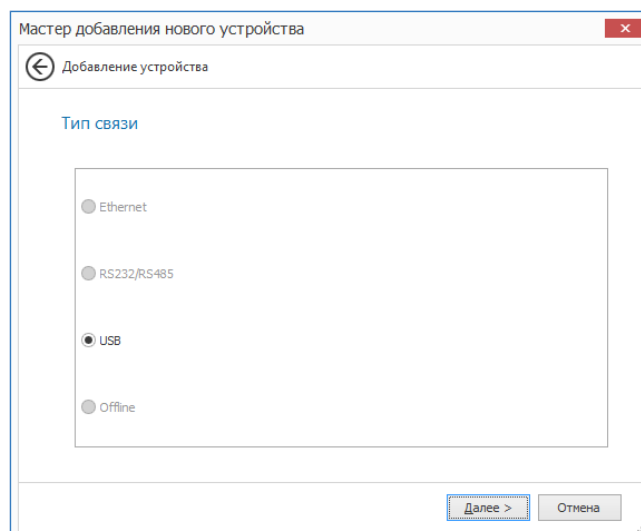 Мастер добавления нового устройства
Добавление устройства
Тип связи
Ethernet
RS232/RS485
USB
Offline
Далее >
Отмена